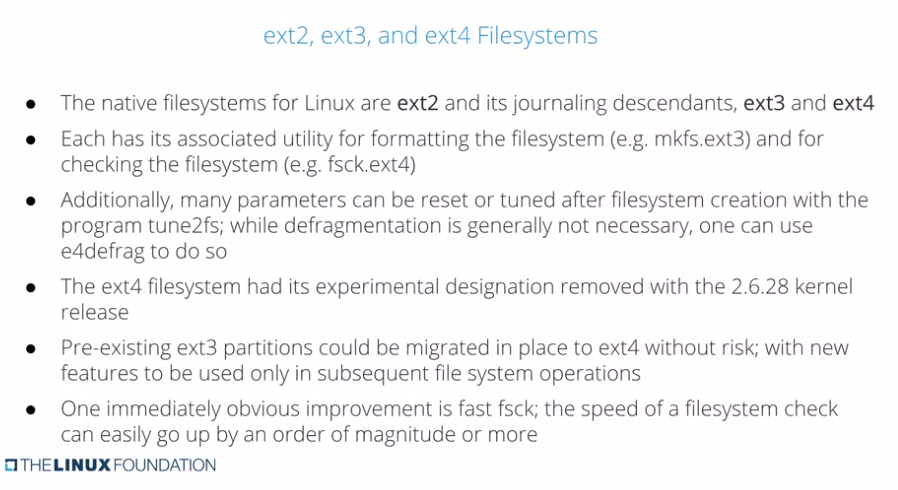 ext2, ext3, and ext4 Filesystems
● The native filesystems for Linux are ext2 and its journaling descendants, ext3 and ext4
● Each has its associated utility for formatting the filesystem (e.g. mkfs.ext3) and for
checking the filesystem (e.g. fsck.ext4)
● Additionally, many parameters can be reset or tuned after filesystem creation with the
program tune2fs; while defragmentation is generally not necessary, one can use
e4defrag to do so
● The ext4 filesystem had its experimental designation removed with the 2.6.28 kernel
release
● Pre-existing ext3 partitions could be migrated in place to ext4 without risk; with new
features to be used only in subsequent file system operations
● One immediately obvious improvement is fast fsck; the speed of a filesystem check
can easily go up by an order of magnitude or more
THE LINUX FOUNDATION